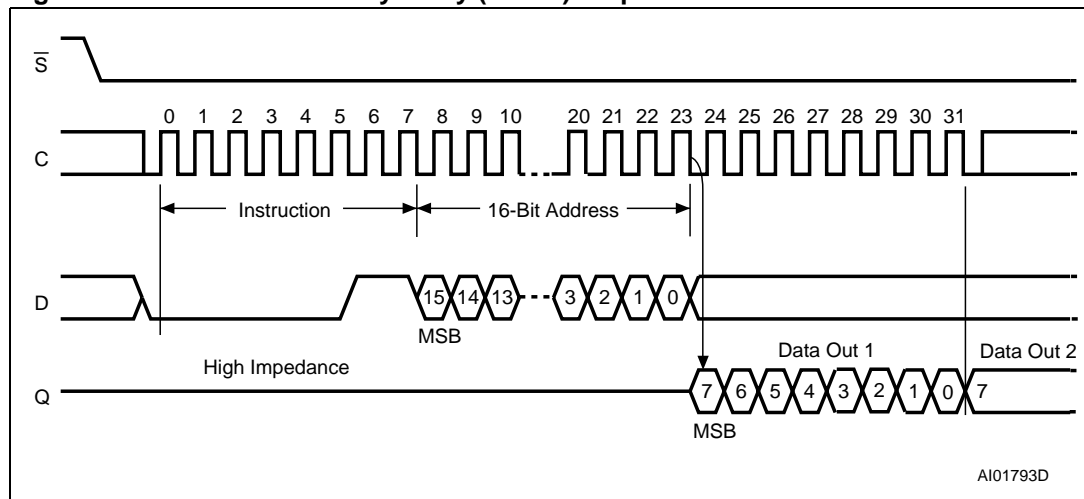 S
0 1 2 3 4 5 6 7 8 9 10 20 21 22 23 24 25 26 27 28 29 30 31
C
Instruction 16-Bit Address
D 15 14 13 3 2 1 0
MSB
High Impedance Data Out 1 Data Out 2
Q 7 6 5 4 3 2 1 0 7
MSB
AI01793D